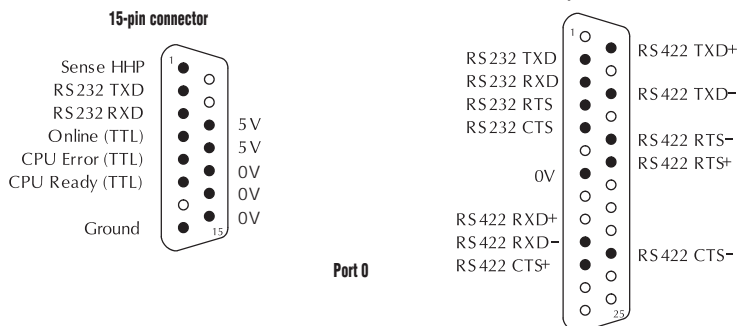 15-pin connector
1
Sense HHP
RS232 TXD
RS232 RXD
Online (TTL)
CPU Error (TTL)
CPU Ready (TTL)
Ground
5V
5V
0V
0V
0V
15
Port 0
1
RS232 TXD
RS232 RXD
RS232 RTS
RS232 CTS
0V
RS422 RXD+
RS422 RXD–
RS422 CTS+
RS422 TXD+
RS422 TXD–
RS422 RTS–
RS422 RTS+
RS422 CTS–
25